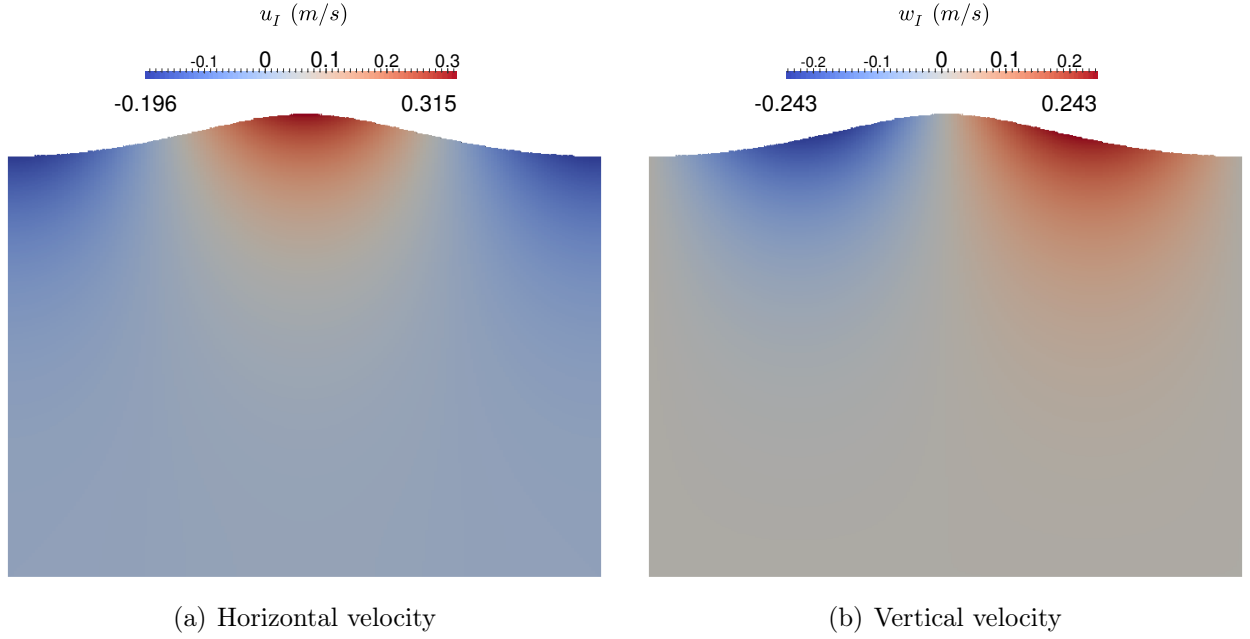 u_I (m/s)
-0.1 0 0.1 0.2 0.3
-0.196 0.315
(a) Horizontal velocity
w_I (m/s)
-0.2 -0.1 0 0.1 0.2
-0.243 0.243
(b) Vertical velocity